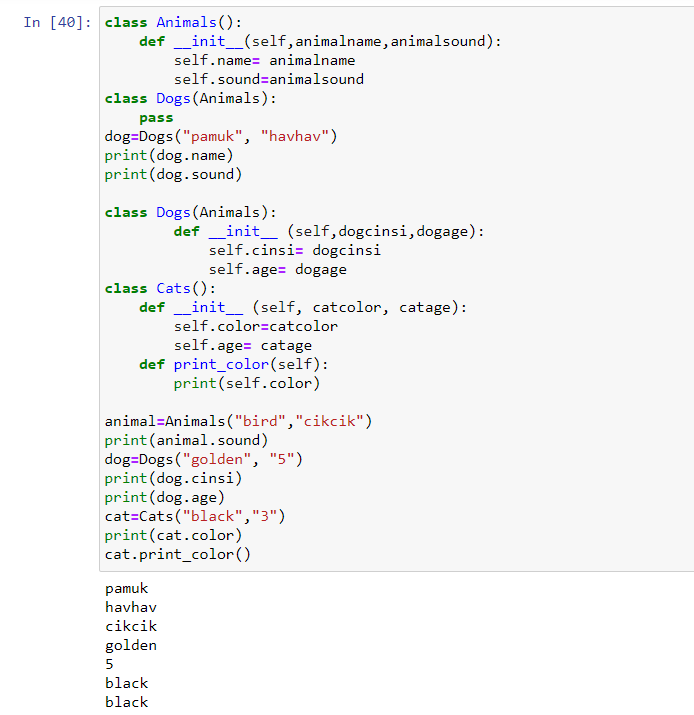 In [40]: class Animals():
    def __init__(self,animalname,animalsound):
        self.name= animalname
        self.sound=animalsound
class Dogs(Animals):
    pass
dog=Dogs("pamuk", "havhav")
print(dog.name)
print(dog.sound)

class Dogs(Animals):
        def __init__ (self,dogcinsi,dogage):
            self.cinsi= dogcinsi
            self.age= dogage
class Cats():
    def __init__ (self, catcolor, catage):
        self.color=catcolor
        self.age= catage
    def print_color(self):
        print(self.color)

animal=Animals("bird","cikcik")
print(animal.sound)
dog=Dogs("golden", "5")
print(dog.cinsi)
print(dog.age)
cat=Cats("black","3")
print(cat.color)
cat.print_color()
pamuk
havhav
cikcik
golden
5
black
black